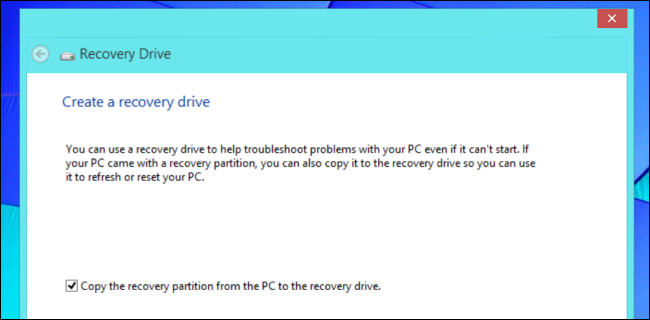 Recovery Drive
Create a recovery drive
You can use a recovery drive to help troubleshoot problems with your PC even if it can't start. If
your PC came with a recovery partition, you can also copy it to the recovery drive so you can use
it to refresh or reset your PC.
Copy the recovery partition from the PC to the recovery drive.